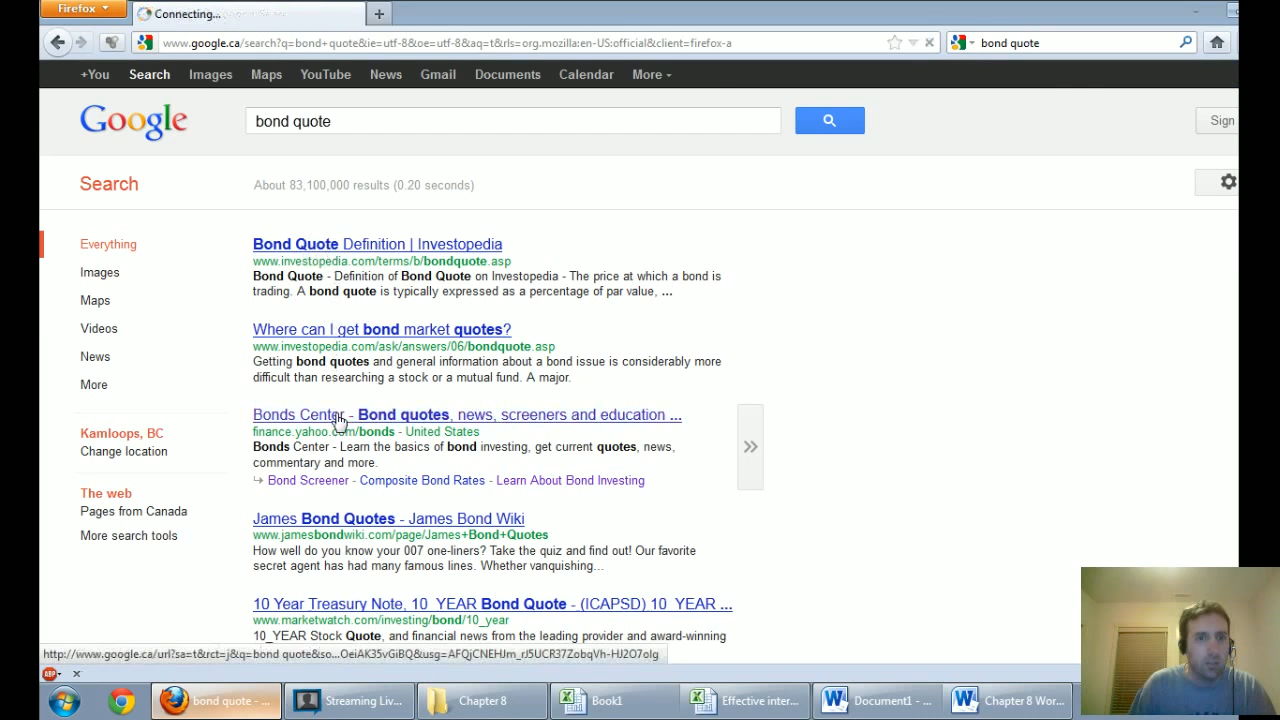 Firefox
Connecting...
www.google.ca/search?q=bond+quote&ie=utf-8&oe=utf-8&aq=t&rls=org.mozilla:en-US:official&client=firefox-a
bond quote
+You Search Images Maps YouTube News Gmail Documents Calendar More
Google
bond quote
Sign
Search
About 83,100,000 results (0.20 seconds)
Everything
Images
Maps
Videos
News
More
Kamloops, BC
Change location
The web
Pages from Canada
More search tools
Bond Quote Definition | Investopedia
www.investopedia.com/terms/b/bondquote.asp
Bond Quote - Definition of Bond Quote on Investopedia - The price at which a bond is
trading. A bond quote is typically expressed as a percentage of par value, ...
Where can I get bond market quotes?
www.investopedia.com/ask/answers/06/bondquote.asp
Getting bond quotes and general information about a bond issue is considerably more
difficult than researching a stock or a mutual fund. A major.
Bonds Center - Bond quotes, news, screeners and education ...
finance.yahoo.com/bonds - United States
Bonds Center - Learn the basics of bond investing, get current quotes, news,
commentary and more.
Bond Screener - Composite Bond Rates - Learn About Bond Investing
James Bond Quotes - James Bond Wiki
www.jamesbondwiki.com/page/James+Bond+Quotes
How well do you know your 007 one-liners? Take the quiz and find out! Our favorite
secret agent has had many famous lines. Whether vanquishing...
10 Year Treasury Note, 10_YEAR Bond Quote - (ICAPSD) 10_YEAR ...
www.marketwatch.com/investing/bond/10_year
10_YEAR Stock Quote, and financial news from the leading provider and award-winning
ABP
bond quote - ...
Streaming Liv...
Chapter 8
Book1
Effective inter...
Document1 - ...
Chapter 8 Wor...